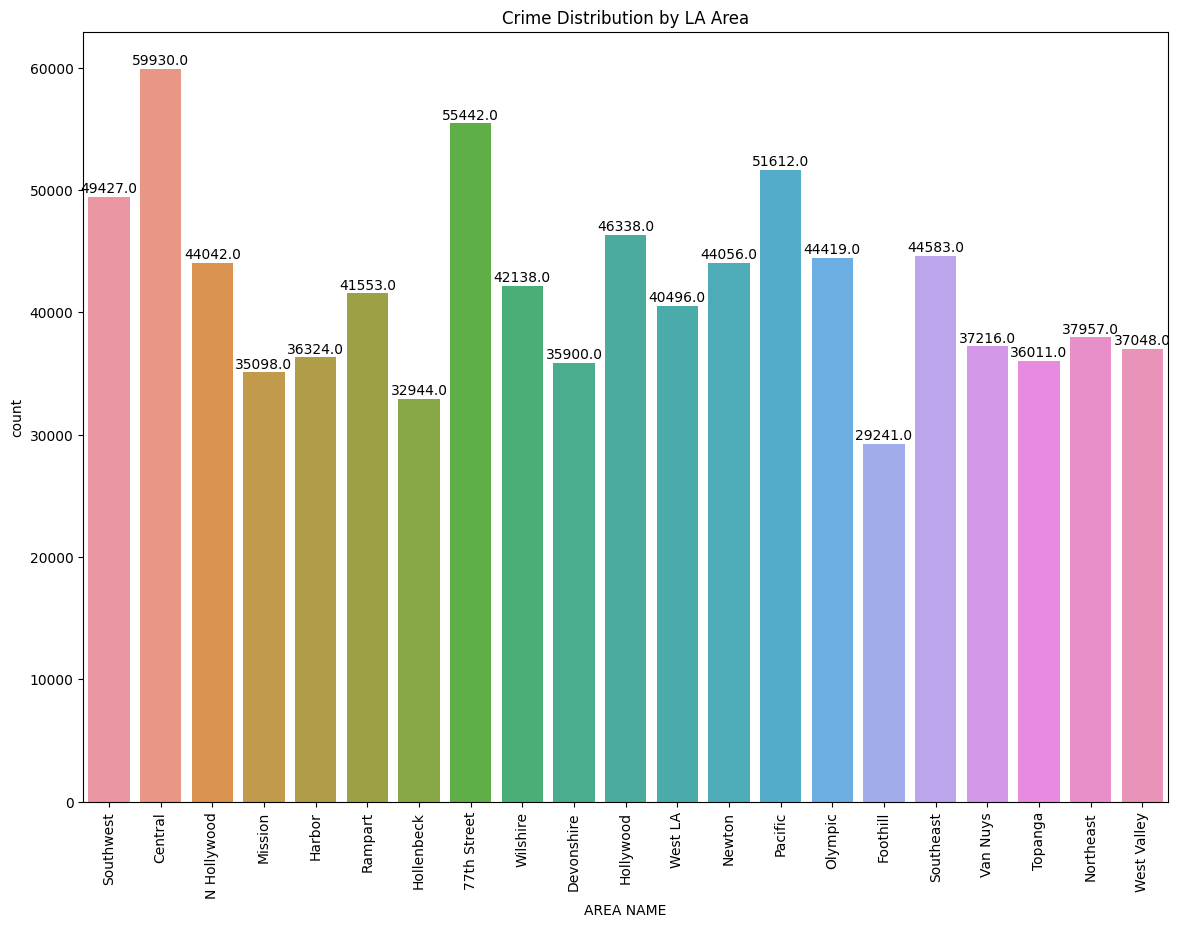 Crime Distribution by LA Area
count
60000
50000
40000
30000
20000
10000
0
49427.0
59930.0
44042.0
35098.0
36324.0
41553.0
32944.0
55442.0
42138.0
35900.0
46338.0
40496.0
44056.0
51612.0
44419.0
29241.0
44583.0
37216.0
36011.0
37957.0
37048.0
Southwest
Central
N Hollywood
Mission
Harbor
Rampart
Hollenbeck
77th Street
Wilshire
Devonshire
Hollywood
West LA
Newton
Pacific
Olympic
Foothill
Southeast
Van Nuys
Topanga
Northeast
West Valley
AREA NAME